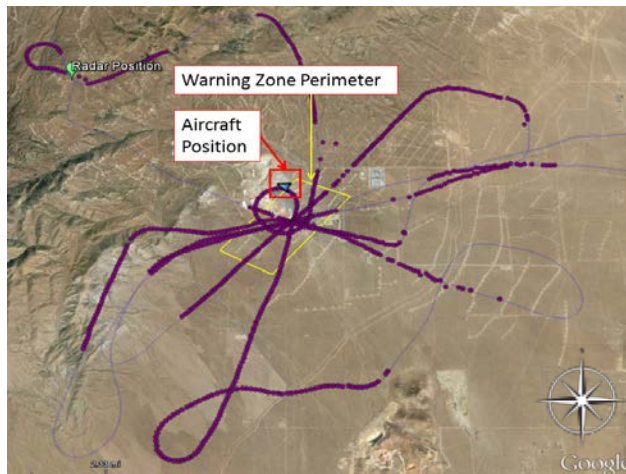 Radar Position
Warning Zone Perimeter
Aircraft
Position
Google